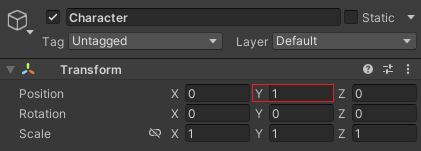 Character Static
Tag Untagged Layer Default
Transform
Position X 0 Y 1 Z 0
Rotation X 0 Y 0 Z 0
Scale X 1 Y 1 Z 1